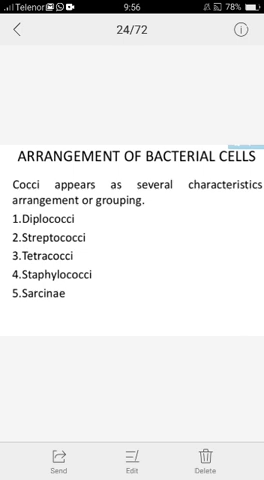 Telenor
9:56
78%
24/72
ARRANGEMENT OF BACTERIAL CELLS
Cocci appears as several characteristics
arrangement or grouping.
1.Diplococci
2.Streptococci
3.Tetracocci
4.Staphylococci
5.Sarcinae
Send Edit Delete